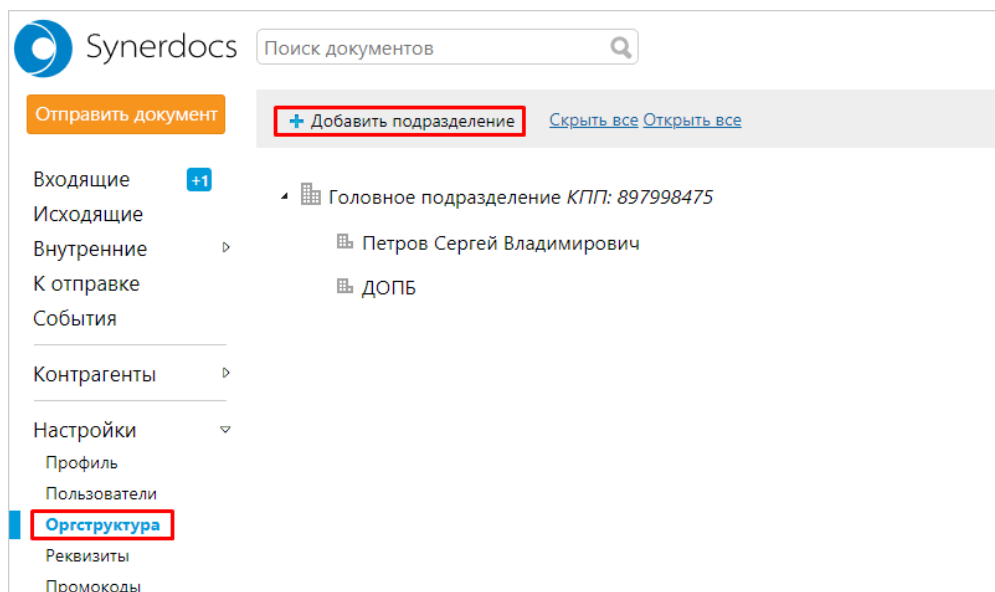 Synerdocs
Поиск документов
Отправить документ
Добавить подразделение
Скрыть все Открыть все
Входящие +1
Исходящие
Внутренние
К отправке
События
Контрагенты
Настройки
Профиль
Пользователи
Оргструктура
Реквизиты
Промокоды
Головное подразделение КПП: 897998475
Петров Сергей Владимирович
ДОПБ